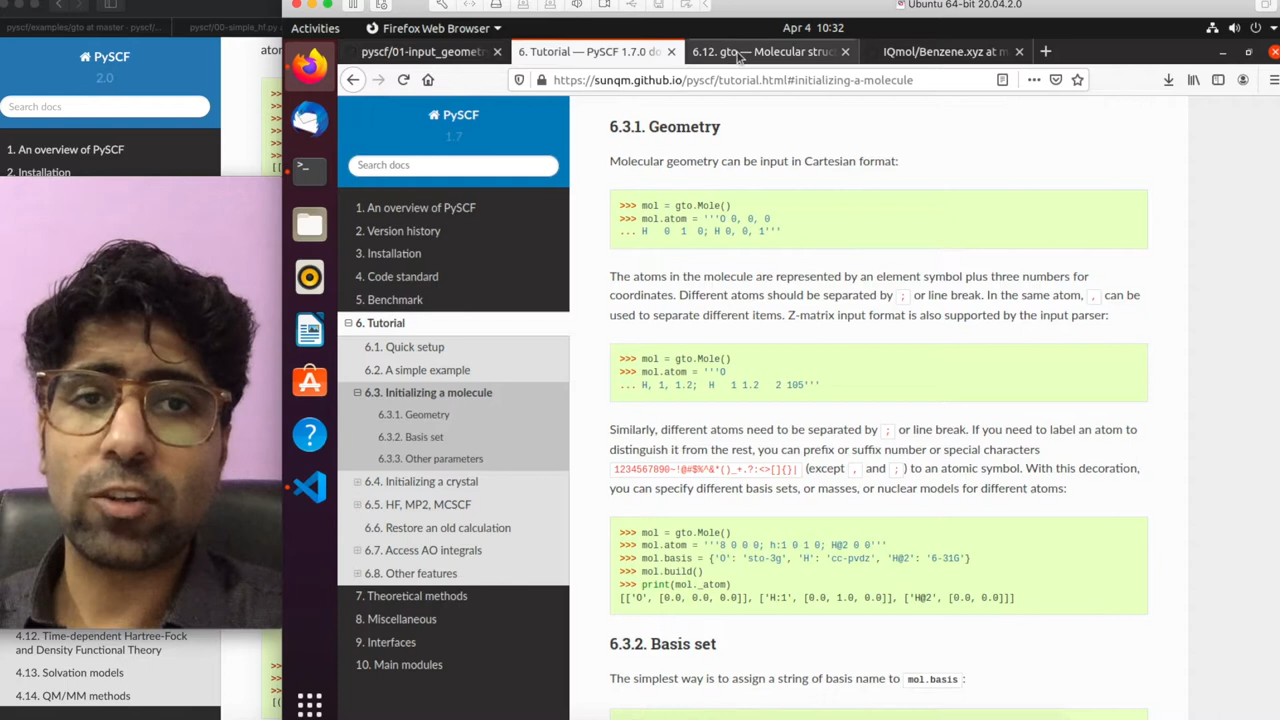 Ubuntu 64-bit 20.04.2.0
pyscf/examples/gto at master · pyscf/...
pyscf/00-simple_hf.py
Activities
Firefox Web Browser
Apr 4 10:32
pyscf/01-input_geometry
6. Tutorial — PySCF 1.7.0 do
6.12. gto — Molecular struc
IQmol/Benzene.xyz at m
https://sunqm.github.io/pyscf/tutorial.html#initializing-a-molecule
PySCF
2.0
Search docs
1. An overview of PySCF
2. Installation
4.12. Time-dependent Hartree-Fock
and Density Functional Theory
4.13. Solvation models
4.14. QM/MM methods
PySCF
1.7
Search docs
1. An overview of PySCF
2. Version history
3. Installation
4. Code standard
5. Benchmark
6. Tutorial
6.1. Quick setup
6.2. A simple example
6.3. Initializing a molecule
6.3.1. Geometry
6.3.2. Basis set
6.3.3. Other parameters
6.4. Initializing a crystal
6.5. HF, MP2, MCSCF
6.6. Restore an old calculation
6.7. Access AO integrals
6.8. Other features
7. Theoretical methods
8. Miscellaneous
9. Interfaces
10. Main modules
6.3.1. Geometry
Molecular geometry can be input in Cartesian format:
>>> mol = gto.Mole()
>>> mol.atom = '''O 0, 0, 0
... H   0  1  0; H 0, 0, 1'''
The atoms in the molecule are represented by an element symbol plus three numbers for
coordinates. Different atoms should be separated by ; or line break. In the same atom, , can be
used to separate different items. Z-matrix input format is also supported by the input parser:
>>> mol = gto.Mole()
>>> mol.atom = '''O
... H, 1, 1.2;  H   1 1.2   2 105'''
Similarly, different atoms need to be separated by ; or line break. If you need to label an atom to
distinguish it from the rest, you can prefix or suffix number or special characters
1234567890~!@#$%^&*()_+.?:<>[]{}| (except , and ;) to an atomic symbol. With this decoration,
you can specify different basis sets, or masses, or nuclear models for different atoms:
>>> mol = gto.Mole()
>>> mol.atom = '''8 0 0 0; h:1 0 1 0; H@2 0 0'''
>>> mol.basis = {'O': 'sto-3g', 'H': 'cc-pvdz', 'H@2': '6-31G'}
>>> mol.build()
>>> print(mol._atom)
[['O', [0.0, 0.0, 0.0]], ['H:1', [0.0, 1.0, 0.0]], ['H@2', [0.0, 0.0]]]
6.3.2. Basis set
The simplest way is to assign a string of basis name to mol.basis :